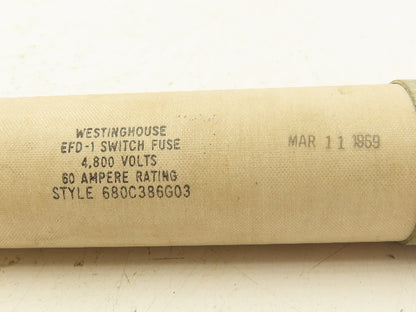 WESTINGHOUSE
EFD-1 SWITCH FUSE
4,800 VOLTS
60 AMPERE RATING
STYLE 680C386G03
MAR 11 1969